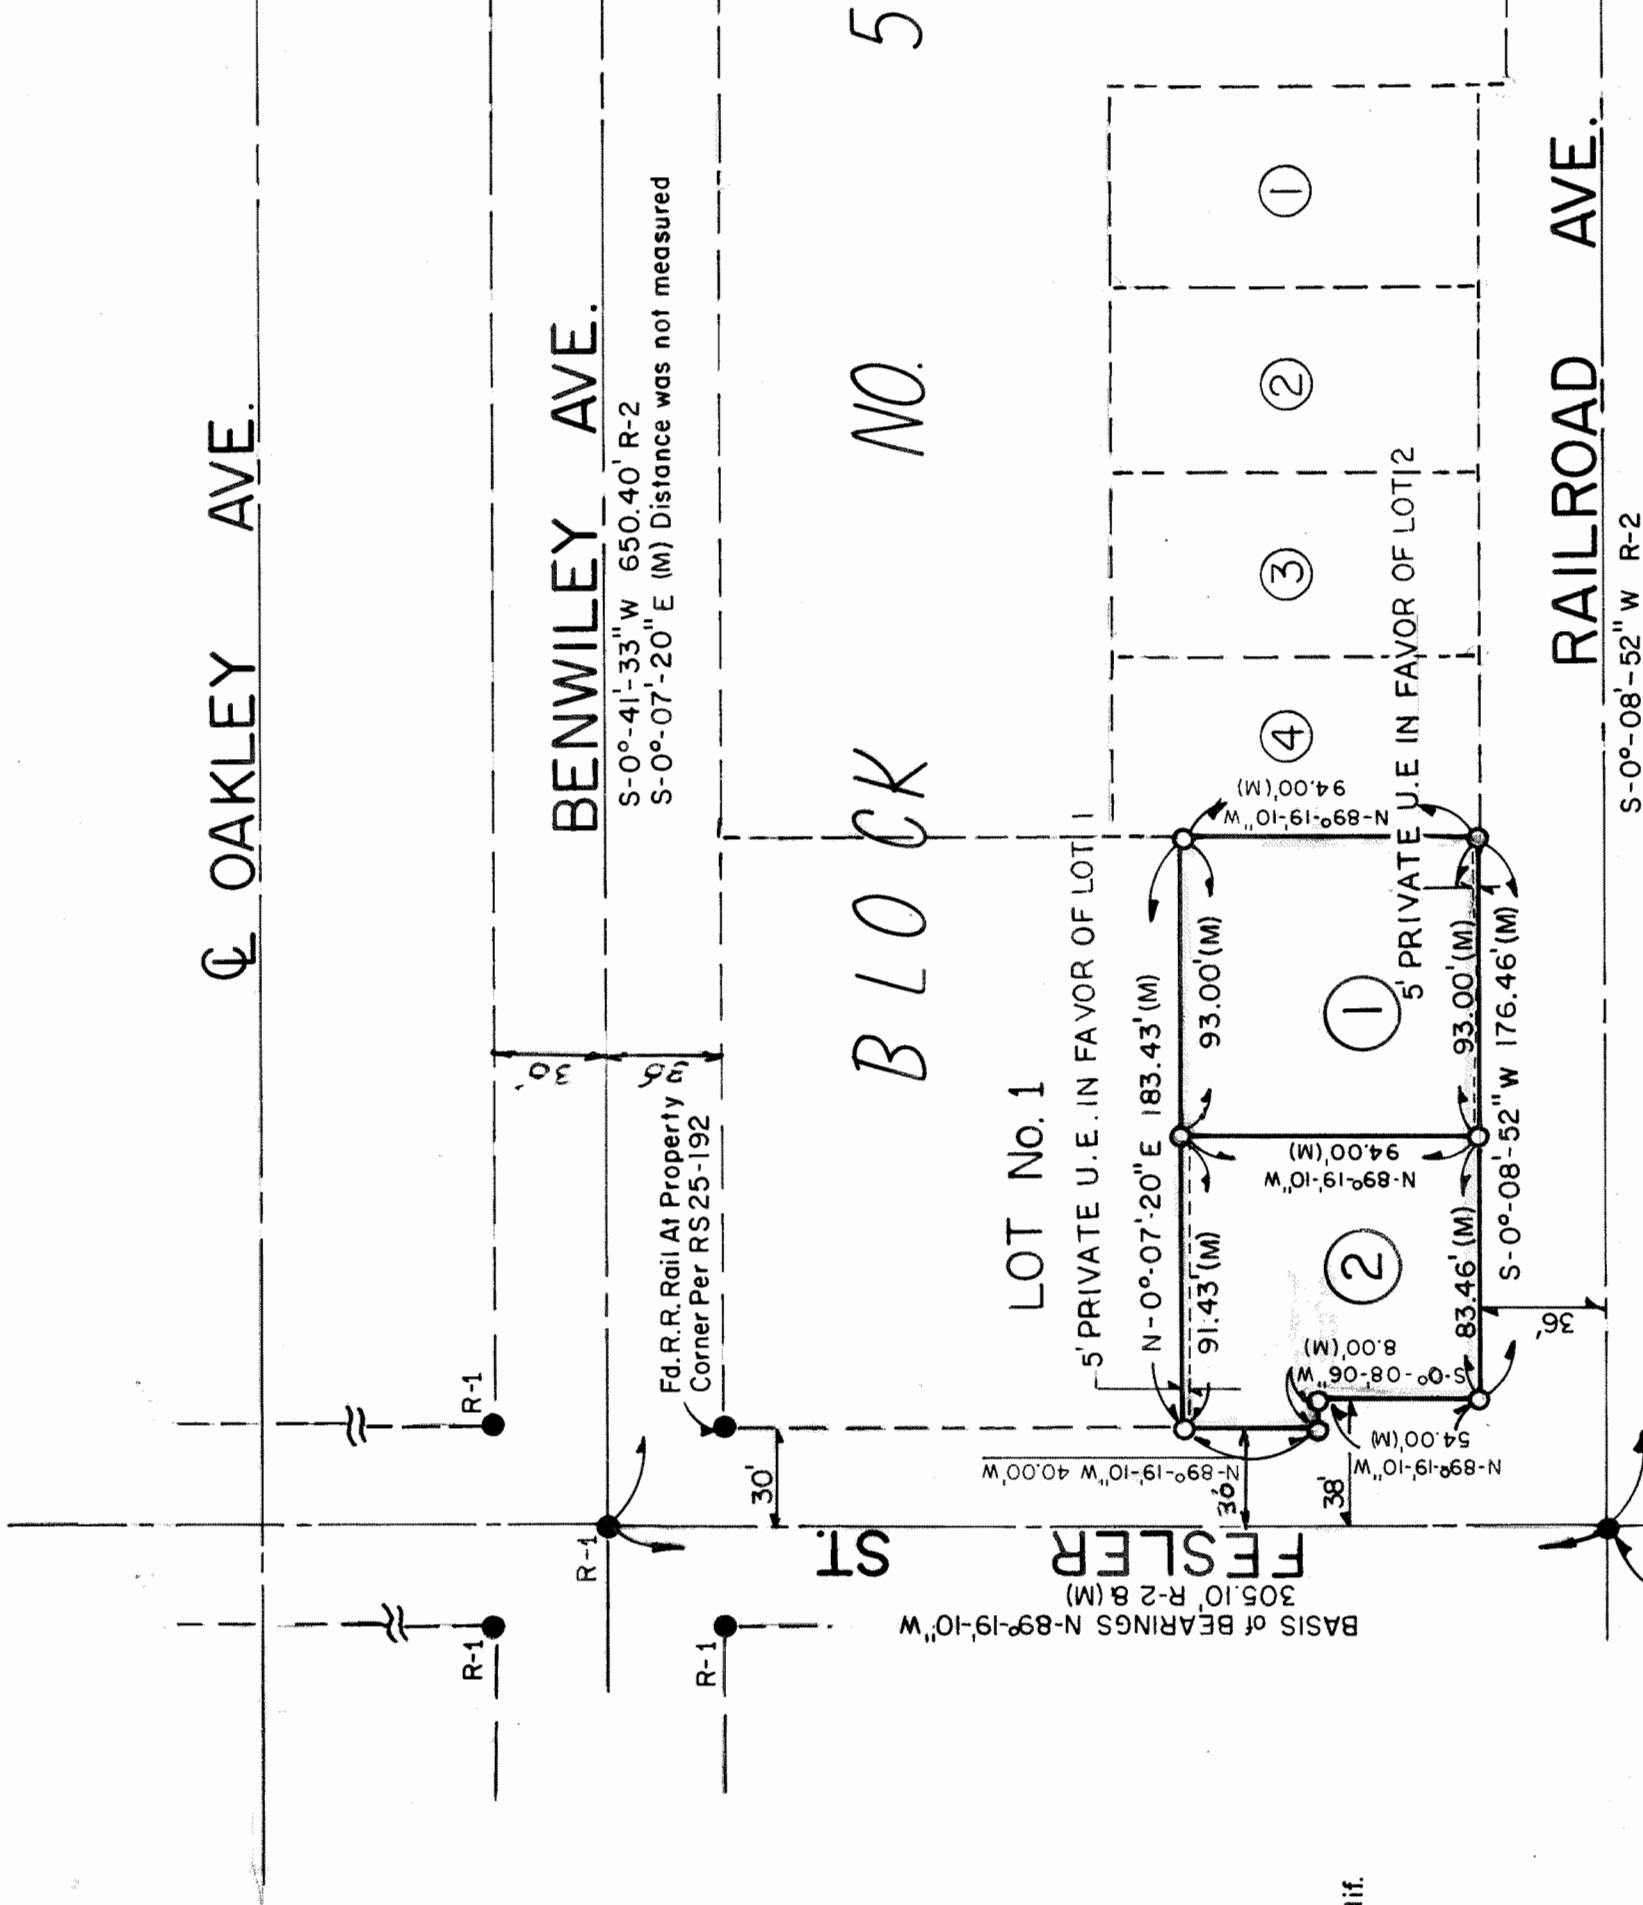 ℄ OAKLEY AVE.
BENWILEY AVE.
S-0°-41'-33"W 650.40' R-2
S-0°-07'-20"E (M) Distance was not measured
30'
30'
Fd. R.R. Rail At Property
Corner Per RS 25-192
R-1
R-1
R-1
R-1
BLOCK NO. 5
LOT No. 1
5' PRIVATE U.E. IN FAVOR OF LOT 1
N-0°-07'-20"E 183.43'(M)
91.43'(M)
93.00'(M)
1
2
3
4
N-89°-19'-10"W
94.00'(M)
5' PRIVATE U.E IN FAVOR OF LOT 2
1
2
N-89°-19'-10"W
94.00'(M)
83.46'(M)
93.00'(M)
S-0°-08'-52"W 176.46'(M)
S-0°-08'-06"W
8.00'(M)
N-89°-19'-10"W
54.00'(M)
N-89°-19'-10"W 40.00'W
30'
30'
38'
36'
FESLER ST.
BASIS of BEARINGS N-89°-19'-10"W
305.10' R-2 & (M)
RAILROAD AVE.
S-0°-08'-52"W R-2
lif.